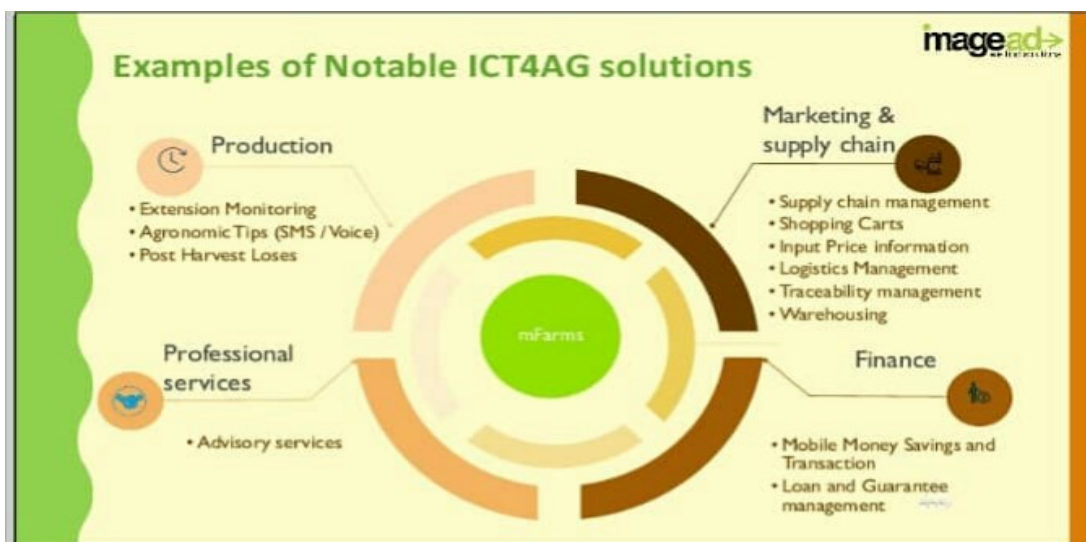 imagead
Examples of Notable ICT4AG solutions
Production
• Extension Monitoring
• Agronomic Tips (SMS / Voice)
• Post Harvest Loses
Marketing &
supply chain
• Supply chain management
• Shopping Carts
• Input Price information
• Logistics Management
• Traceability management
• Warehousing
mFarms
Professional
services
• Advisory services
Finance
• Mobile Money Savings and
Transaction
• Loan and Guarantee
management